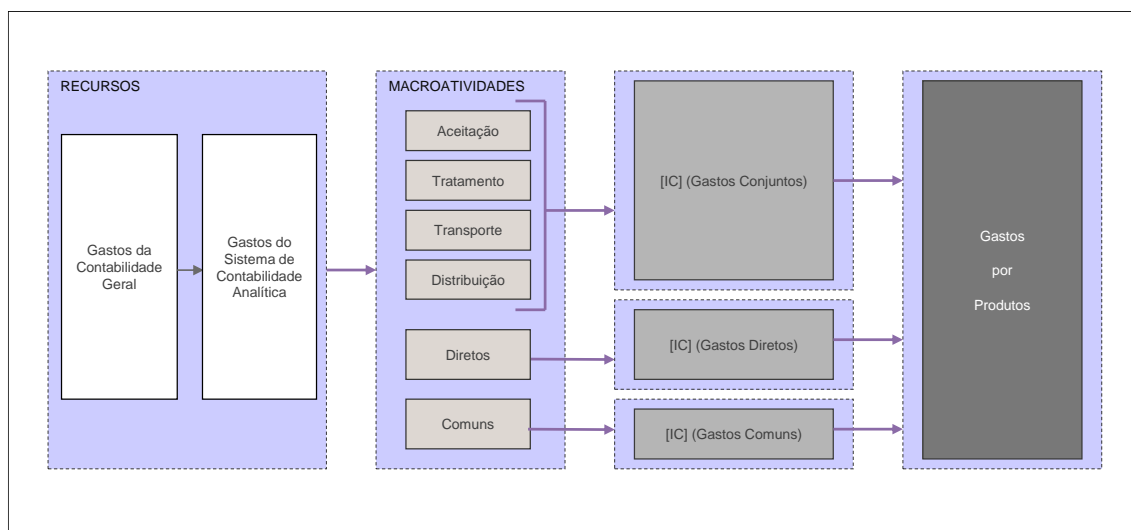 RECURSOS
Gastos da
Contabilidade
Geral
Gastos do
Sistema de
Contabilidade
Analítica
MACROATIVIDADES
Aceitação
Tratamento
Transporte
Distribuição
Diretos
Comuns
[IC] (Gastos Conjuntos)
[IC] (Gastos Diretos)
[IC] (Gastos Comuns)
Gastos
por
Produtos